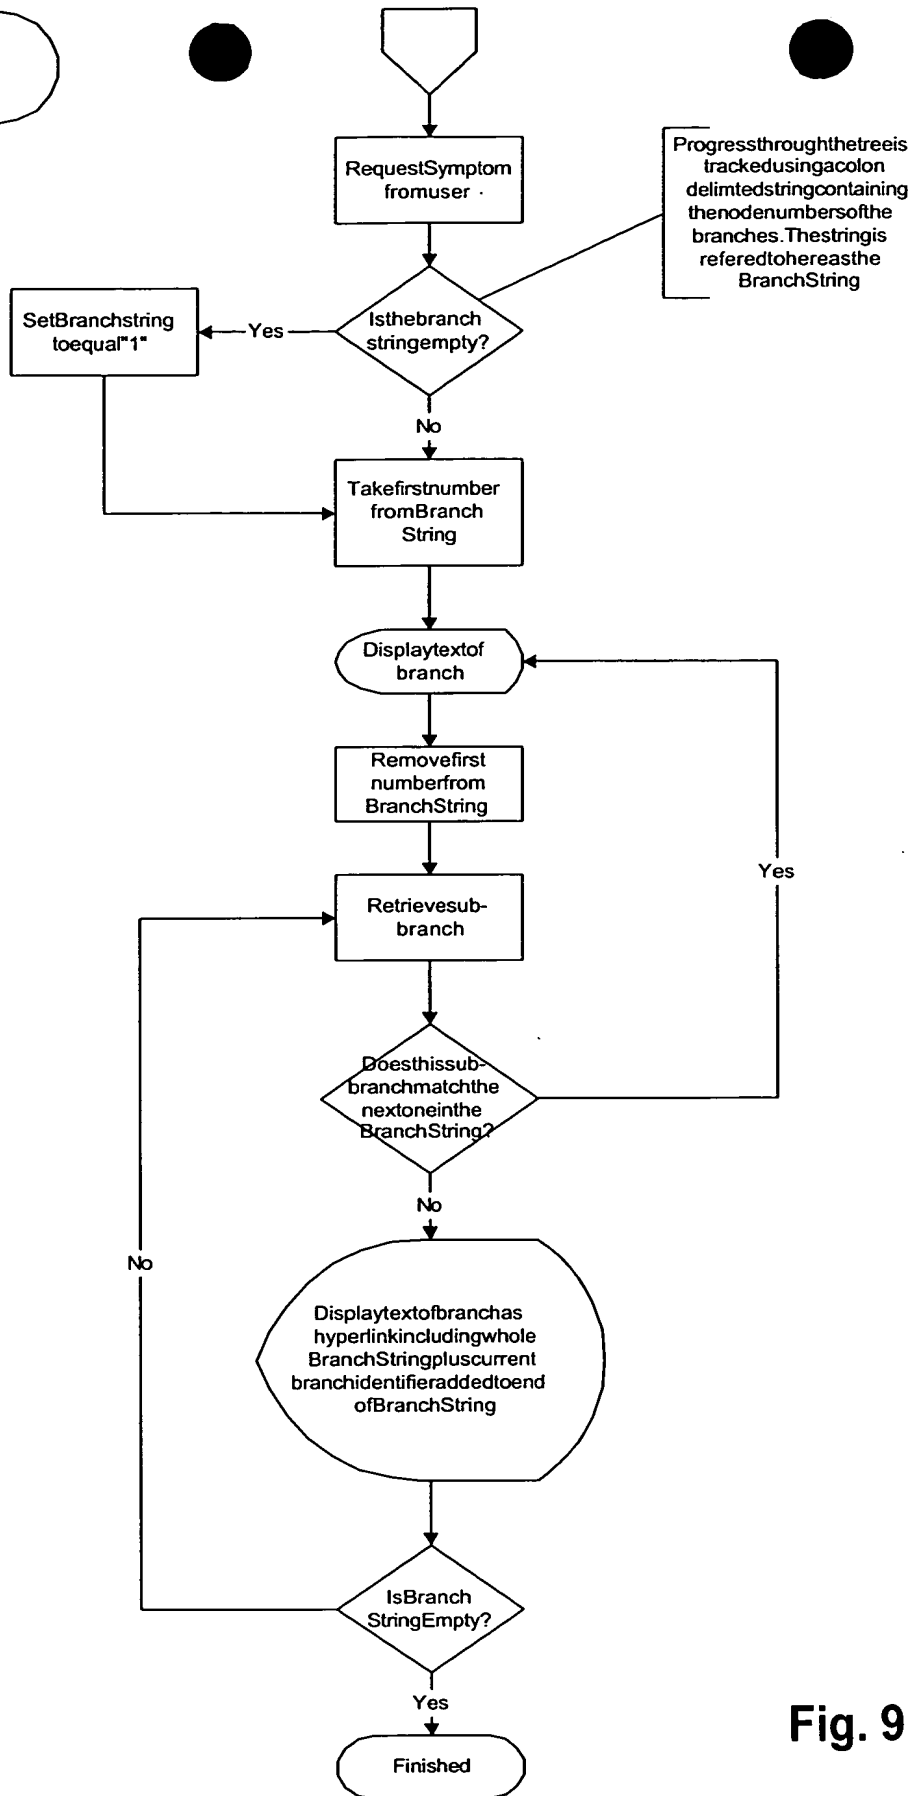 RequestSymptom
fromuser
Progressthroughthetreeis
trackedusingacolon
delimtedstringcontaining
thenodenumbersofthe
branches.Thestringis
referedtohereasthe
BranchString
Isthebranch
stringempty?
Yes
SetBranchstring
toequal"1"
No
Takefirstnumber
fromBranch
String
Displaytextof
branch
Removefirst
numberfrom
BranchString
Yes
Retrievesub-
branch
Doesthissub-
branchmatchthe
nextoneinthe
BranchString?
No
No
Displaytextofbranchas
hyperlinkincludingwhole
BranchStringpluscurrent
branchidentifieraddedtoend
ofBranchString
IsBranch
StringEmpty?
Yes
Finished
Fig. 9